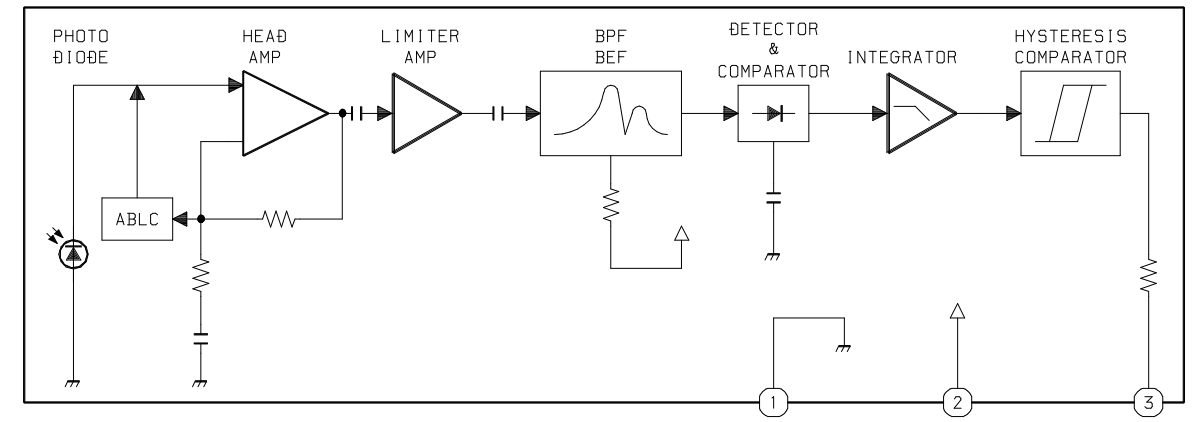 PHOTO
DIODE
HEAD
AMP
LIMITER
AMP
BPF
BEF
DETECTOR
&
COMPARATOR
INTEGRATOR
HYSTERESIS
COMPARATOR
ABLC
1
2
3